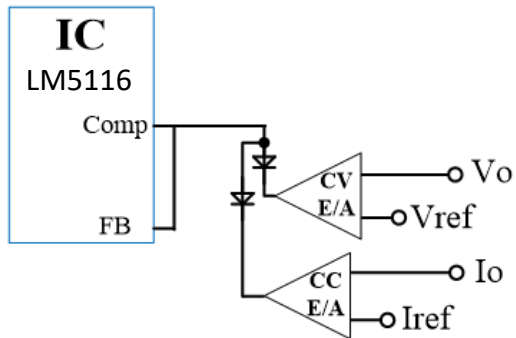 IC
LM5116
Comp
FB
CV
E/A
Vo
Vref
CC
E/A
Io
Iref